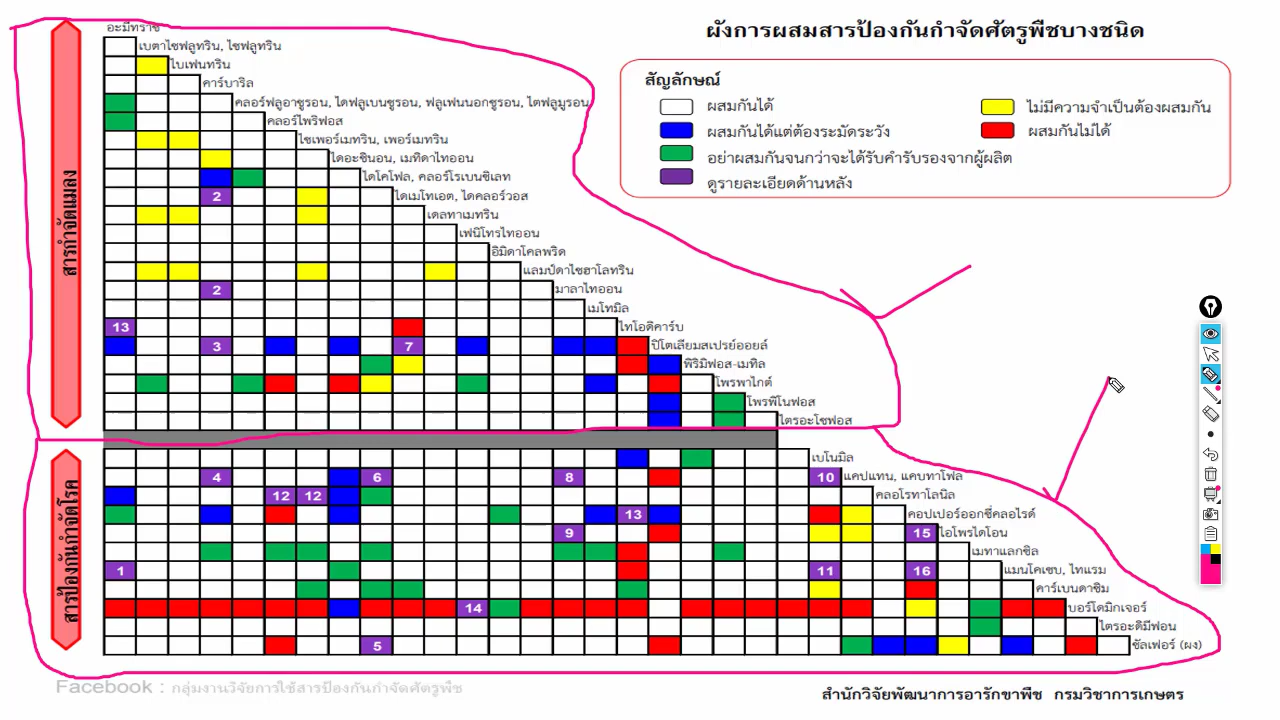 ผังการผสมสารป้องกันกำจัดศัตรูพืชบางชนิด
สัญลักษณ์
ผสมกันได้
ไม่มีความจำเป็นต้องผสมกัน
ผสมกันได้แต่ต้องระมัดระวัง
ผสมกันไม่ได้
อย่าผสมกันจนกว่าจะได้รับคำรับรองจากผู้ผลิต
ดูรายละเอียดด้านหลัง
สารกำจัดแมลง
อะมีทราซ
เบตาไซฟลูทริน, ไซฟลูทริน
ไบเฟนทริน
คาร์บาริล
คลอร์ฟลูอาซูรอน, ไดฟลูเบนซูรอน, ฟลูเฟนนอกซูรอน, ไตฟลูมูรอน
คลอร์ไพริฟอส
ไซเพอร์เมทริน, เพอร์เมทริน
ไดอะซินอน, เมทิดาไทออน
ไดโคโฟล, คลอร์โรเบนซิเลท
2 ไดเมโทเอต, ไดคลอร์วอส
เดลทาเมทริน
เฟนิโทรไทออน
อิมิดาโคลพริด
แลมบ์ดาไซฮาโลทริน
2 มาลาไทออน
เมโทมิล
13 ไทโอดิคาร์บ
3 7 ปิโตเลียมสเปรย์ออยล์
พิริมิฟอส-เมทิล
โพรพาไกต์
โพรฟีโนฟอส
ไตรอะโซฟอส
สารป้องกันกำจัดโรค
เบโนมิล
4 6 8 10 แคปแทน, แคบทาโฟล
12 12 คลอโรทาโลนิล
13 คอปเปอร์ออกซี่คลอไรด์
9 15 ไอโพรไดโอน
เมทาแลกซิล
1 11 16 แมนโคเซบ, ไทแรม
คาร์เบนดาซิม
14 บอร์โดมิกเจอร์
ไตรอะดิมีฟอน
5 ซัลเฟอร์ (ผง)
Facebook : กลุ่มงานวิจัยการใช้สารป้องกันกำจัดศัตรูพืช
สำนักวิจัยพัฒนาการอารักขาพืช กรมวิชาการเกษตร